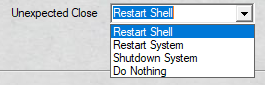 Unexpected Close Restart Shell
Restart Shell
Restart System
Shutdown System
Do Nothing